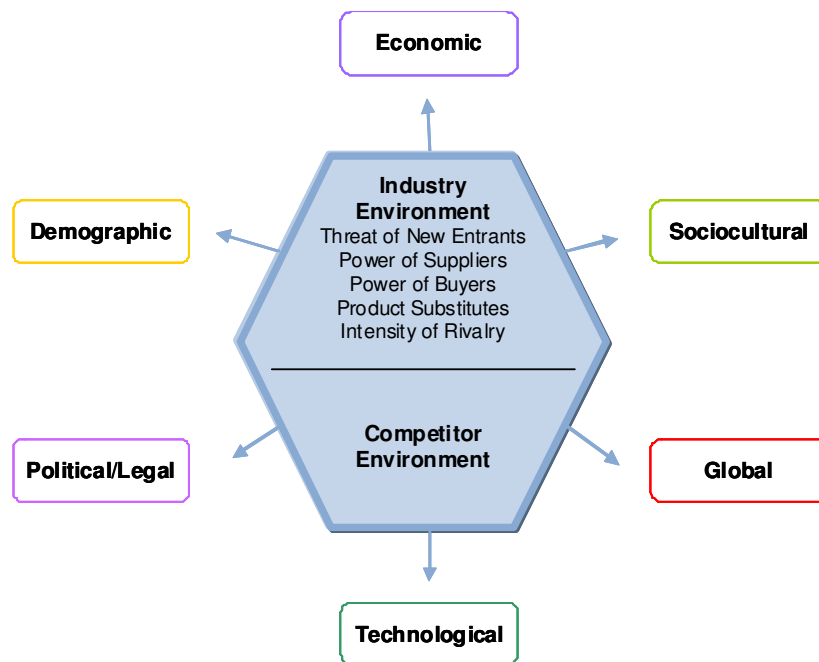 Economic
Industry
Environment
Threat of New Entrants
Power of Suppliers
Power of Buyers
Product Substitutes
Intensity of Rivalry
Demographic
Sociocultural
Competitor
Environment
Political/Legal
Global
Technological